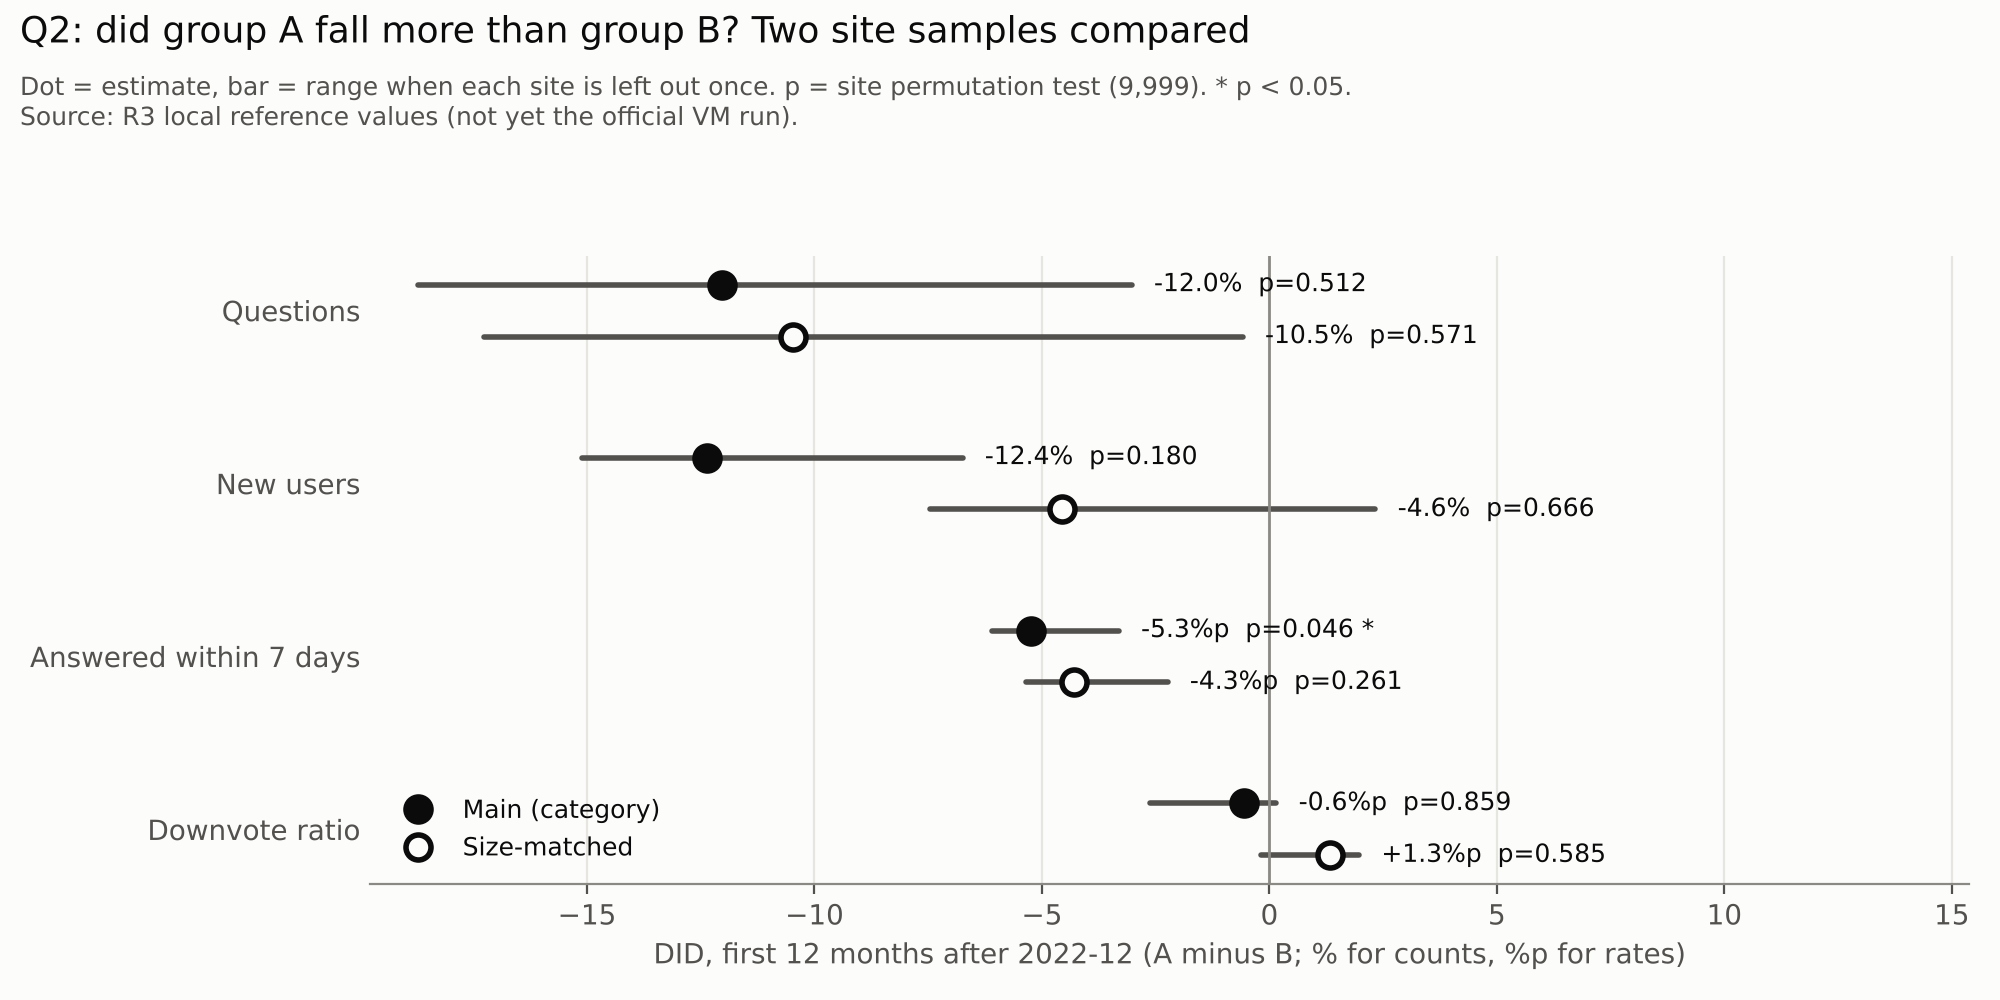 Q2: did group A fall more than group B? Two site samples compared
Dot = estimate, bar = range when each site is left out once. p = site permutation test (9,999). * p < 0.05.
Source: R3 local reference values (not yet the official VM run).
Questions
-12.0%  p=0.512
-10.5%  p=0.571
New users
-12.4%  p=0.180
-4.6%  p=0.666
Answered within 7 days
-5.3%p  p=0.046 *
-4.3%p  p=0.261
Downvote ratio
Main (category)
Size-matched
-0.6%p  p=0.859
+1.3%p  p=0.585
−15 −10 −5 0 5 10 15
DID, first 12 months after 2022-12 (A minus B; % for counts, %p for rates)